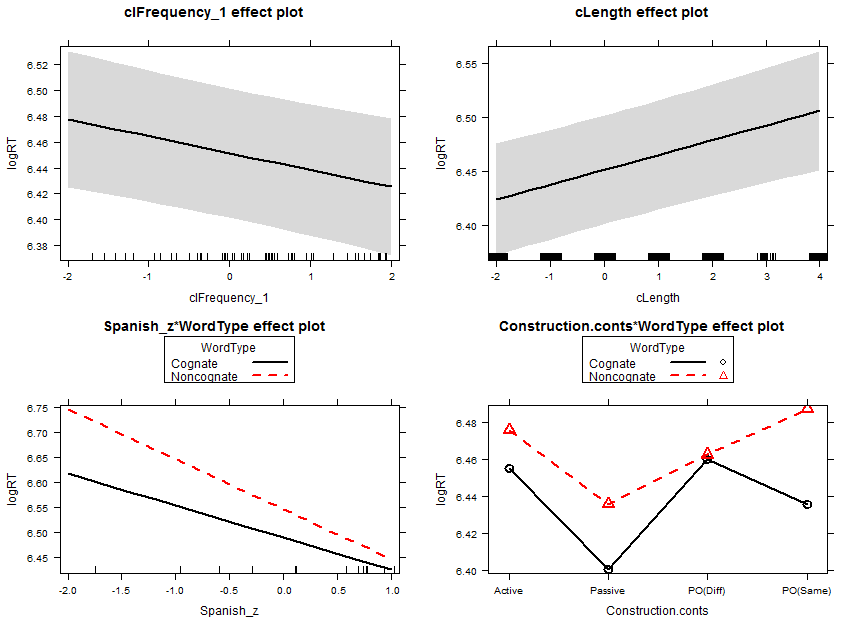 clFrequency_1 effect plot
logRT
6.52
6.50
6.48
6.46
6.44
6.42
6.40
6.38
-2 -1 0 1 2
clFrequency_1
cLength effect plot
logRT
6.55
6.50
6.45
6.40
-2 -1 0 1 2 3 4
cLength
Spanish_z*WordType effect plot
WordType
Cognate
Noncognate
logRT
6.75
6.70
6.65
6.60
6.55
6.50
6.45
-2.0 -1.5 -1.0 -0.5 0.0 0.5 1.0
Spanish_z
Construction.conts*WordType effect plot
WordType
Cognate
Noncognate
logRT
6.48
6.46
6.44
6.42
6.40
Active Passive PO(Diff) PO(Same)
Construction.conts